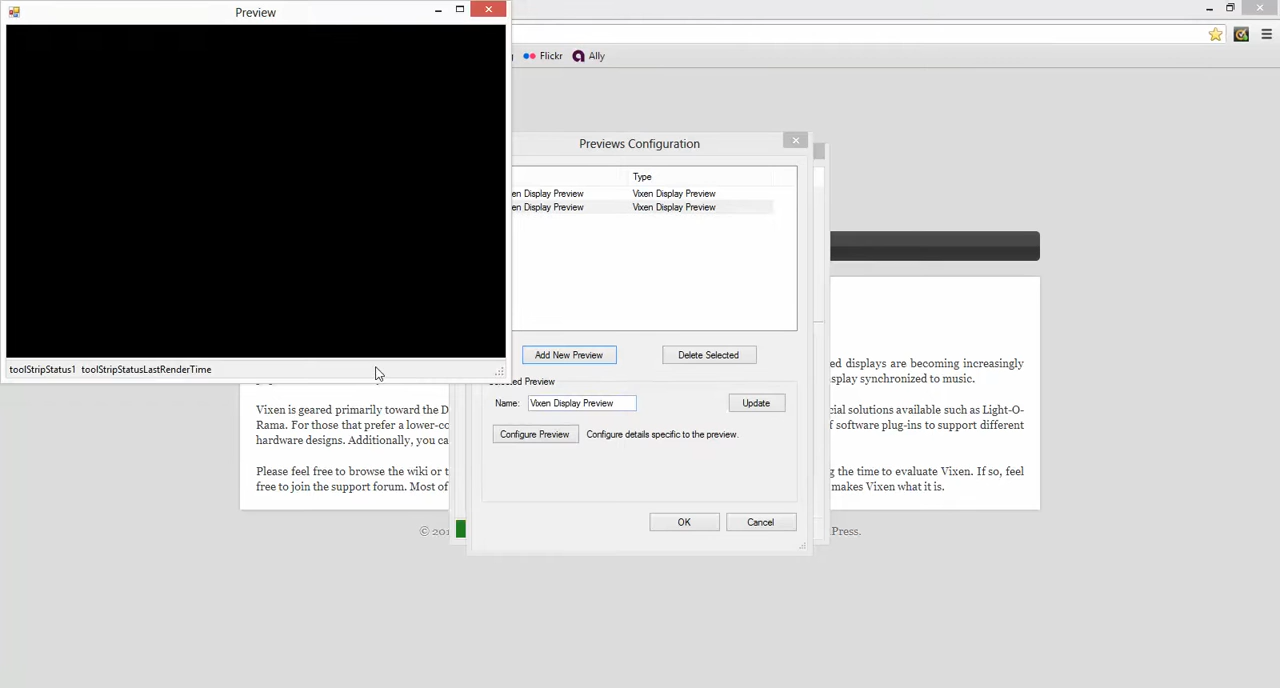 Preview
Flickr
Ally
Previews Configuration
Type
en Display Preview Vixen Display Preview
en Display Preview Vixen Display Preview
Add New Preview Delete Selected
toolStripStatus1 toolStripStatusLastRenderTime
Selected Preview
Name: Vixen Display Preview Update
Configure Preview Configure details specific to the preview.
OK Cancel
ed displays are becoming increasingly
isplay synchronized to music.
Vixen is geared primarily toward the D
cial solutions available such as Light-O-
Rama. For those that prefer a lower-co
of software plug-ins to support different
hardware designs. Additionally, you ca
Please feel free to browse the wiki or t
g the time to evaluate Vixen. If so, feel
free to join the support forum. Most of
makes Vixen what it is.
© 20
Press.